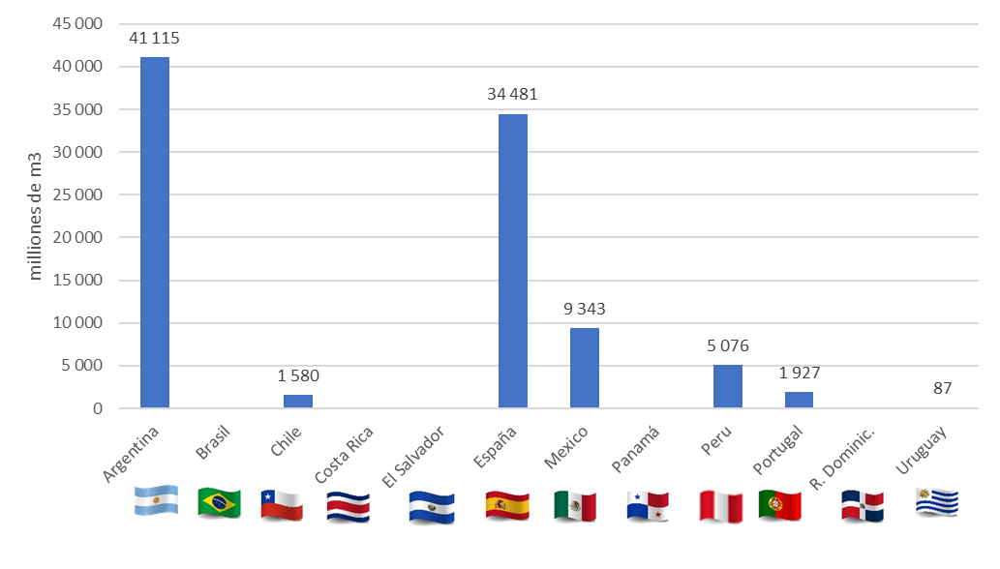 45 000
40 000
35 000
30 000
25 000
20 000
15 000
10 000
5 000
0
milliones de m3
41 115
1 580
34 481
9 343
5 076
1 927
87
Argentina
Brasil
Chile
Costa Rica
El Salvador
España
Mexico
Panamá
Peru
Portugal
R. Dominic.
Uruguay